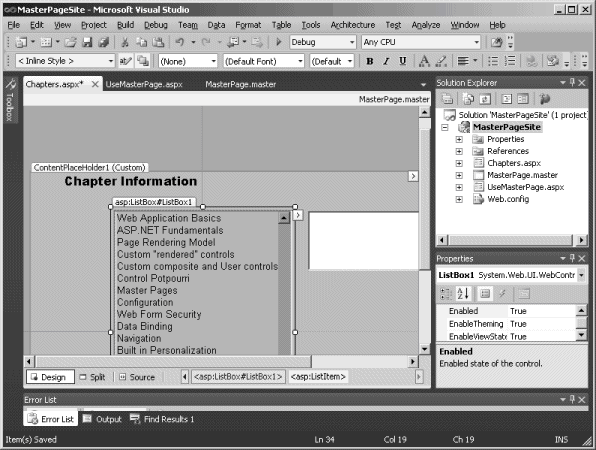 MasterPageSite - Microsoft Visual Studio
File Edit View Project Build Debug Team Data Format Table Tools Architecture Test Analyze Window Help
Debug Any CPU
< Inline Style > (None) (Default Font) (Default B I U A
Chapters.aspx* UseMasterPage.aspx MasterPage.master
Toolbox
MasterPage.master
ContentPlaceHolder1 (Custom)
Chapter Information
asp:ListBox#ListBox1
Web Application Basics
ASP.NET Fundamentals
Page Rendering Model
Custom "rendered" controls
Custom composite and User controls
Control Potpourri
Master Pages
Configuration
Web Form Security
Data Binding
Navigation
Built in Personalization
Design Split Source <asp:ListBox#ListBox1> <asp:ListItem>
Solution Explorer
Solution 'MasterPageSite' (1 project)
MasterPageSite
Properties
References
Chapters.aspx
MasterPage.master
UseMasterPage.aspx
Web.config
Properties
ListBox1 System.Web.UI.WebContr
Enabled True
EnableTheming True
EnableViewState True
Enabled
Enabled state of the control.
Error List
Error List Output Find Results 1
Item(s) Saved Ln 34 Col 19 Ch 19 INS